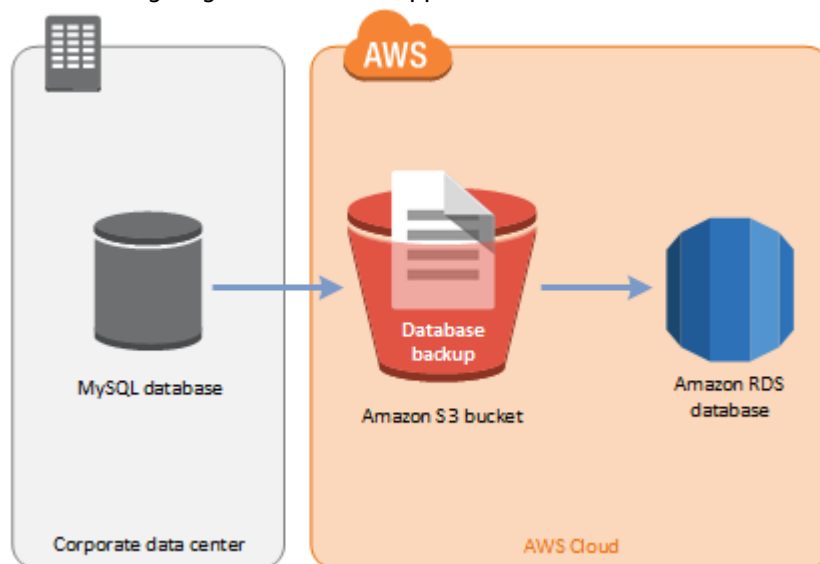 AWS
Database
backup
MySQL database
Amazon S3 bucket
Amazon RDS
database
Corporate data center
AWS Cloud